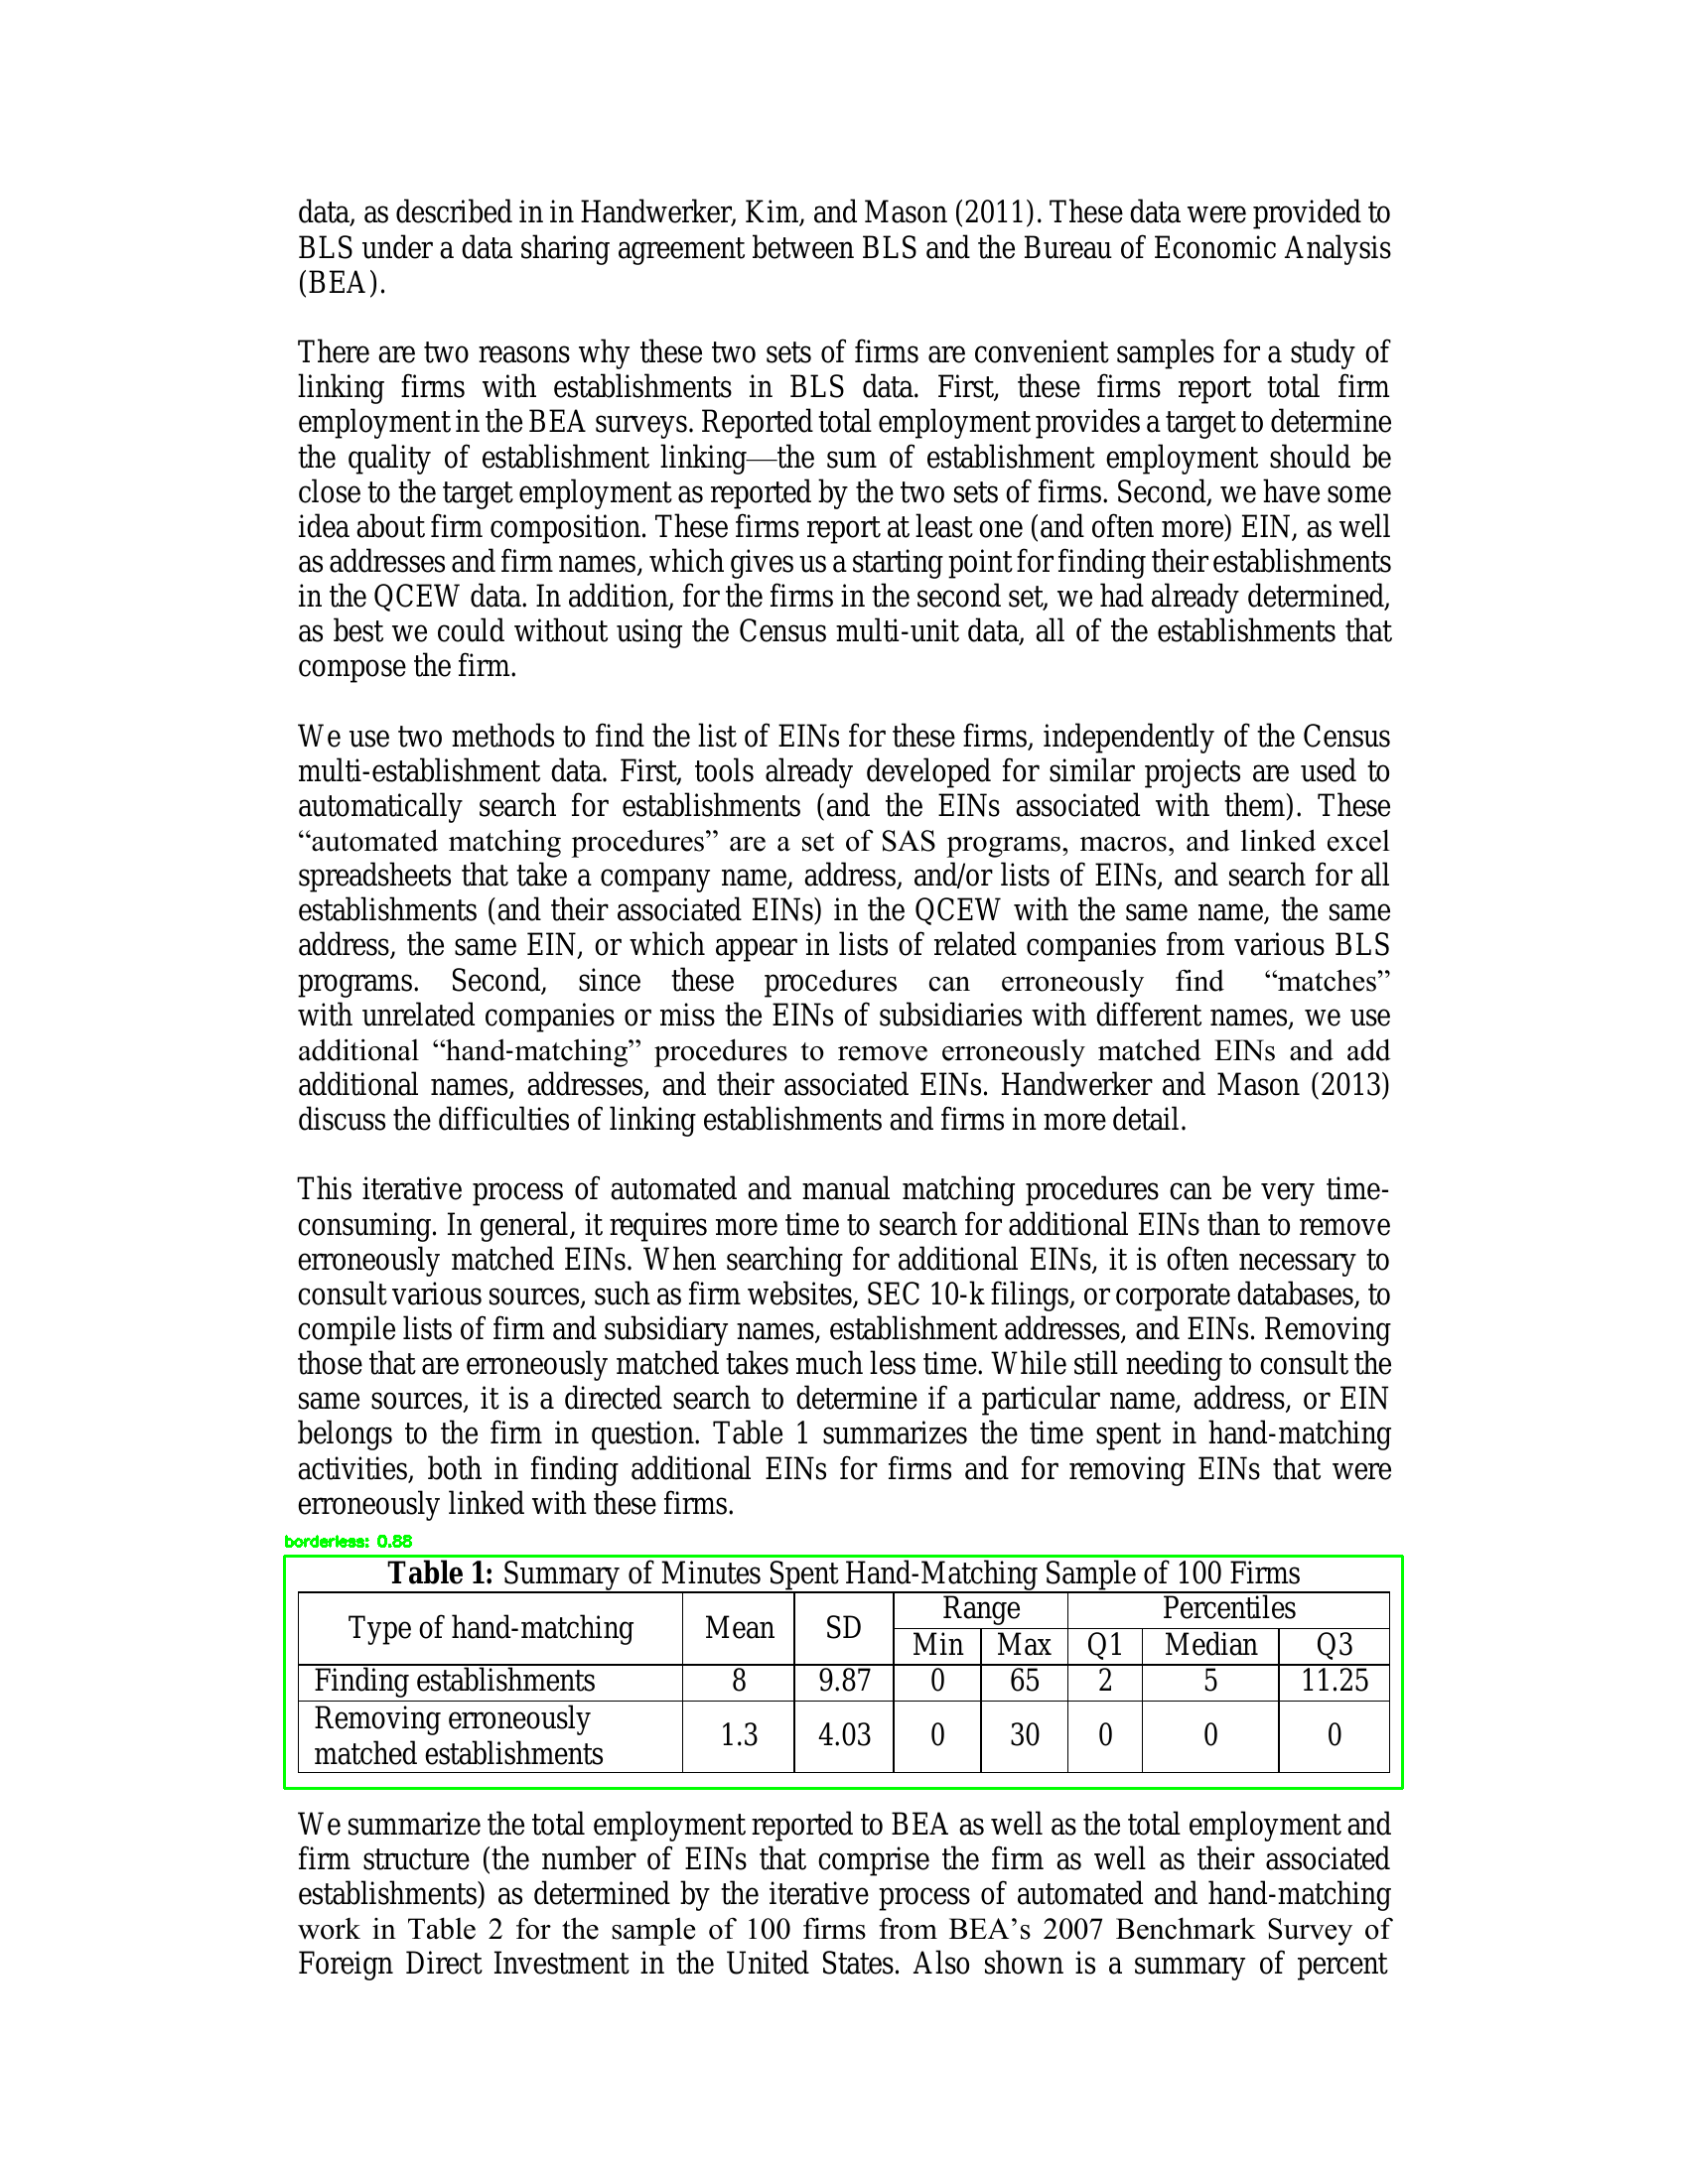 data, as described in in Handwerker, Kim, and Mason (2011). These data were provided to
BLS under a data sharing agreement between BLS and the Bureau of Economic Analysis
(BEA).
There are two reasons why these two sets of firms are convenient samples for a study of
linking firms with establishments in BLS data. First, these firms report total firm
employment in the BEA surveys. Reported total employment provides a target to determine
the quality of establishment linking—the sum of establishment employment should be
close to the target employment as reported by the two sets of firms. Second, we have some
idea about firm composition. These firms report at least one (and often more) EIN, as well
as addresses and firm names, which gives us a starting point for finding their establishments
in the QCEW data. In addition, for the firms in the second set, we had already determined,
as best we could without using the Census multi-unit data, all of the establishments that
compose the firm.
We use two methods to find the list of EINs for these firms, independently of the Census
multi-establishment data. First, tools already developed for similar projects are used to
automatically search for establishments (and the EINs associated with them). These
“automated matching procedures” are a set of SAS programs, macros, and linked excel
spreadsheets that take a company name, address, and/or lists of EINs, and search for all
establishments (and their associated EINs) in the QCEW with the same name, the same
address, the same EIN, or which appear in lists of related companies from various BLS
programs. Second, since these procedures can erroneously find “matches”
with unrelated companies or miss the EINs of subsidiaries with different names, we use
additional “hand-matching” procedures to remove erroneously matched EINs and add
additional names, addresses, and their associated EINs. Handwerker and Mason (2013)
discuss the difficulties of linking establishments and firms in more detail.
This iterative process of automated and manual matching procedures can be very time-
consuming. In general, it requires more time to search for additional EINs than to remove
erroneously matched EINs. When searching for additional EINs, it is often necessary to
consult various sources, such as firm websites, SEC 10-k filings, or corporate databases, to
compile lists of firm and subsidiary names, establishment addresses, and EINs. Removing
those that are erroneously matched takes much less time. While still needing to consult the
same sources, it is a directed search to determine if a particular name, address, or EIN
belongs to the firm in question. Table 1 summarizes the time spent in hand-matching
activities, both in finding additional EINs for firms and for removing EINs that were
erroneously linked with these firms.
borderless: 0.88
Table 1: Summary of Minutes Spent Hand-Matching Sample of 100 Firms
Type of hand-matching Mean SD Range Percentiles
Min Max Q1 Median Q3
Finding establishments 8 9.87 0 65 2 5 11.25
Removing erroneously
matched establishments 1.3 4.03 0 30 0 0 0
We summarize the total employment reported to BEA as well as the total employment and
firm structure (the number of EINs that comprise the firm as well as their associated
establishments) as determined by the iterative process of automated and hand-matching
work in Table 2 for the sample of 100 firms from BEA’s 2007 Benchmark Survey of
Foreign Direct Investment in the United States. Also shown is a summary of percent